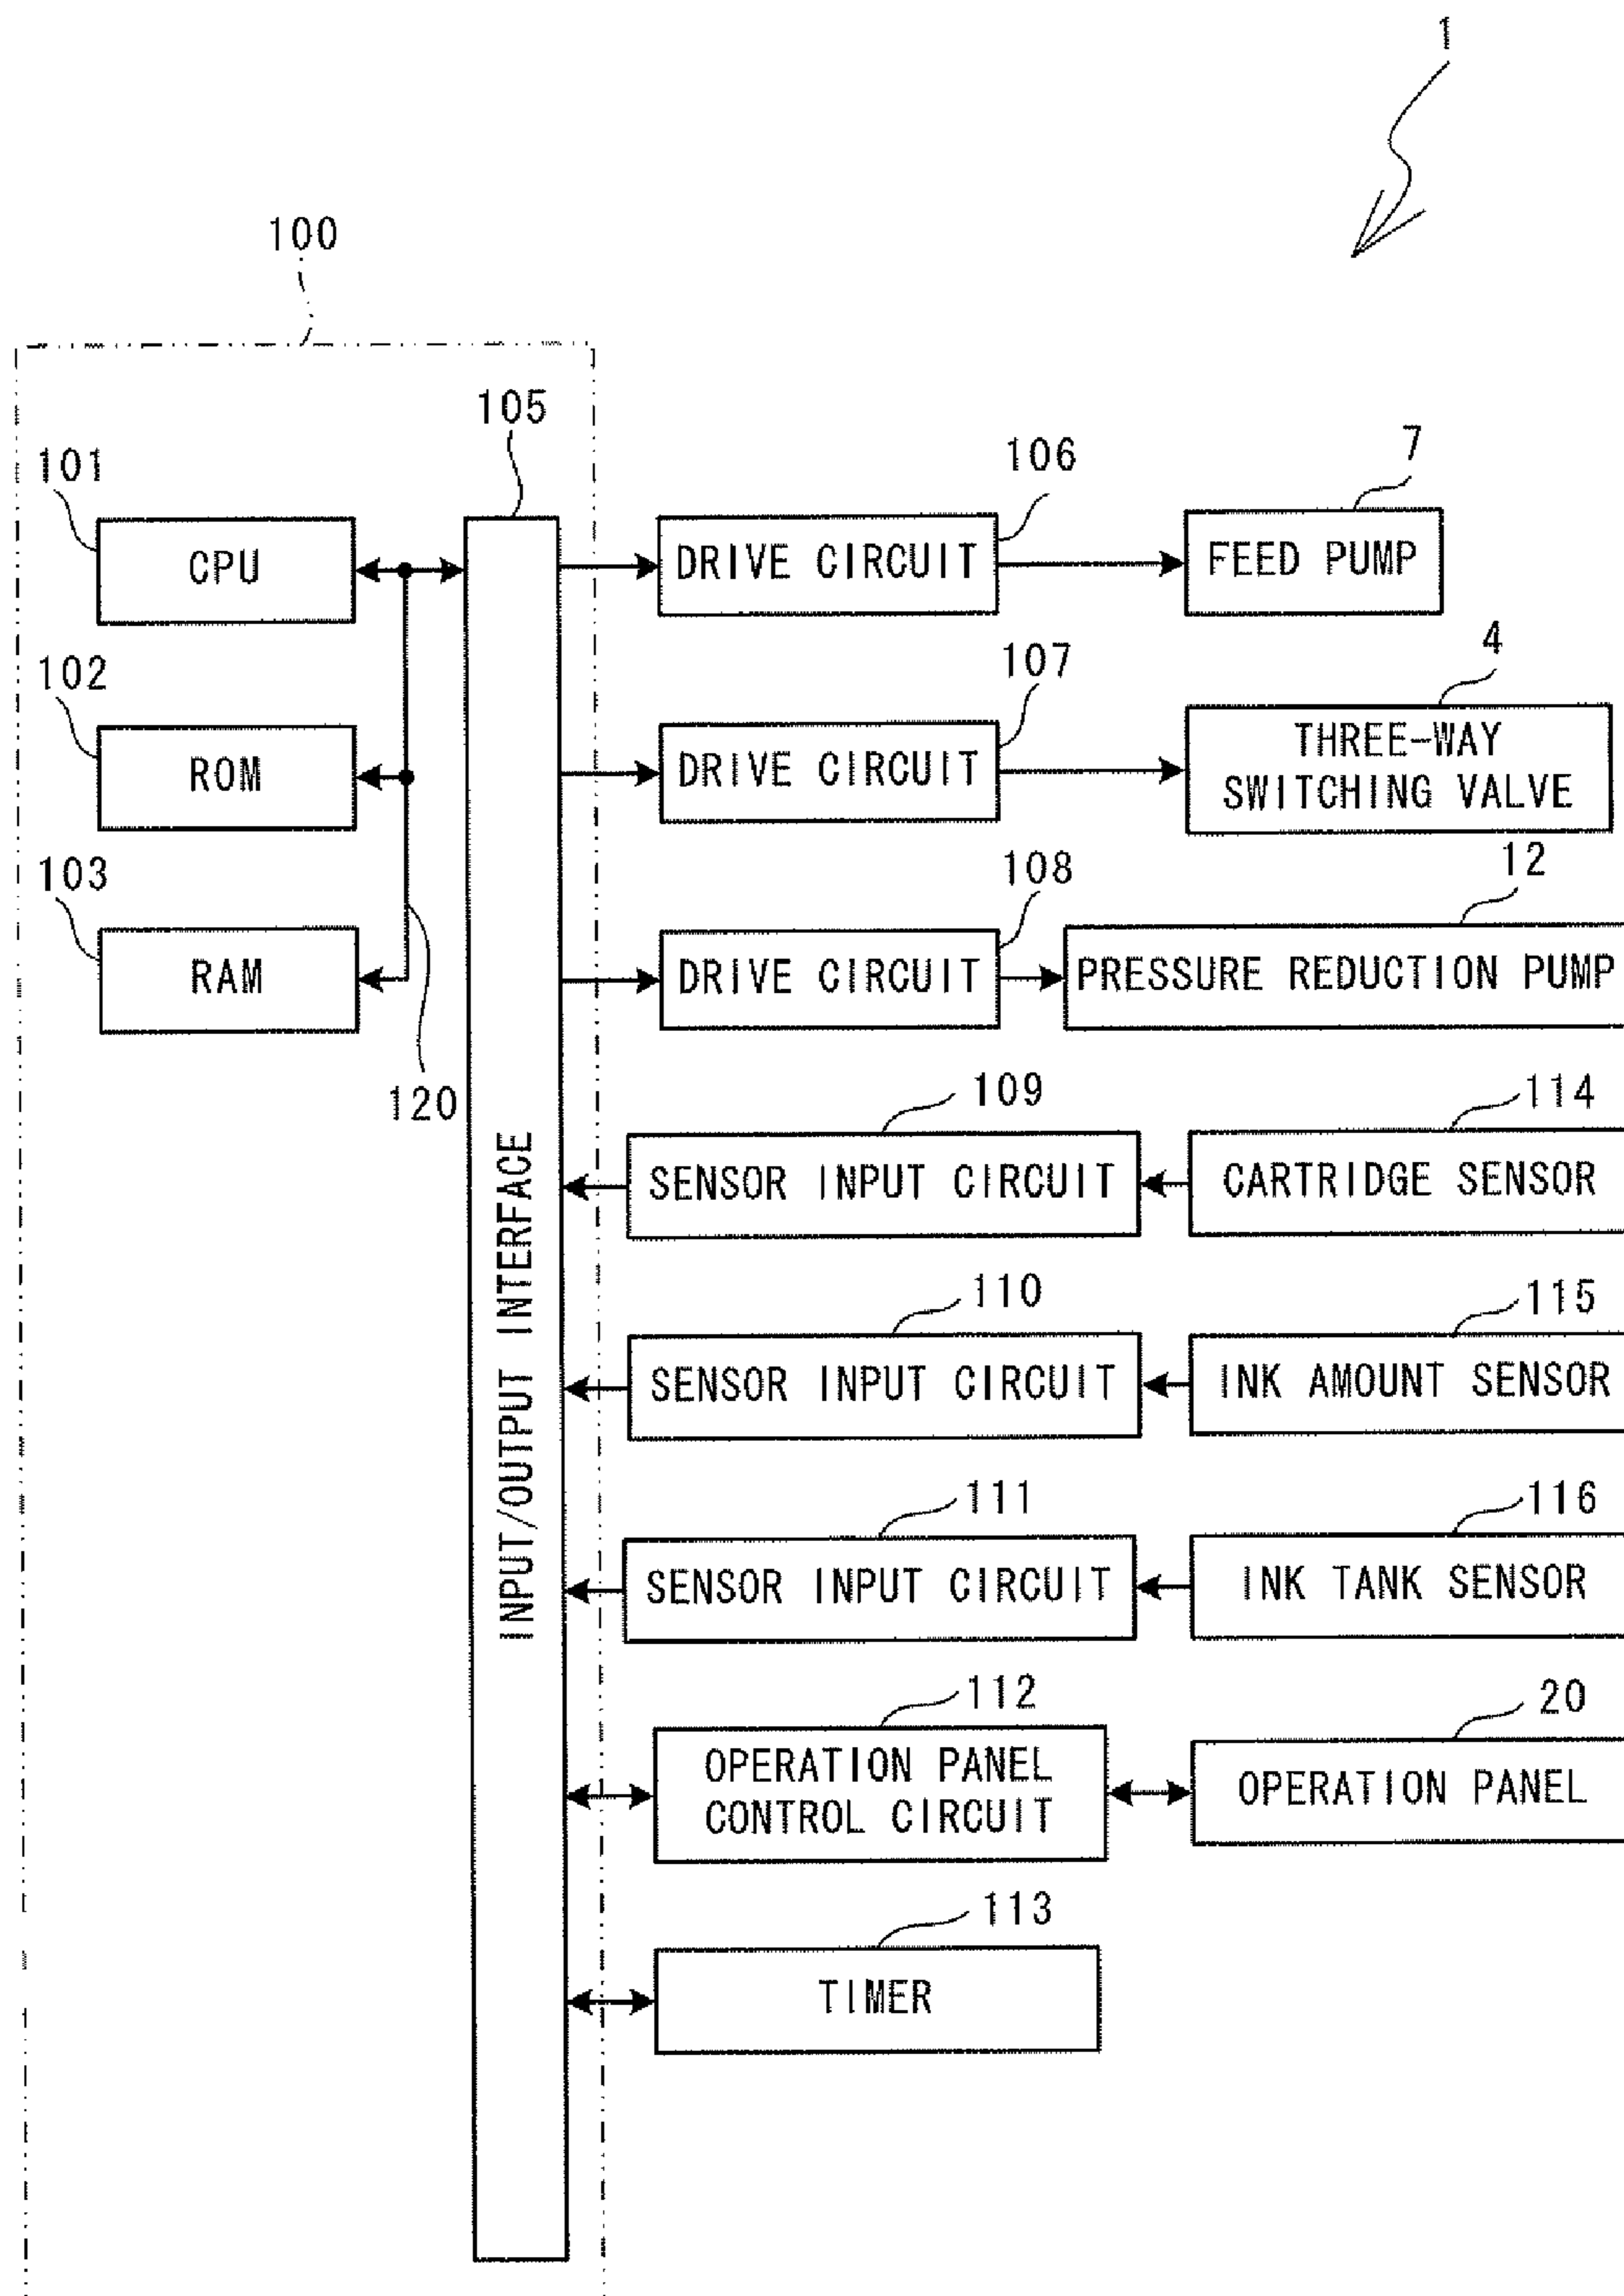 1
100
105
101
CPU
106
DRIVE CIRCUIT
7
FEED PUMP
102
ROM
107
DRIVE CIRCUIT
4
THREE-WAY
SWITCHING VALVE
103
RAM
108
DRIVE CIRCUIT
12
PRESSURE REDUCTION PUMP
120
INPUT/OUTPUT INTERFACE
109
SENSOR INPUT CIRCUIT
114
CARTRIDGE SENSOR
110
SENSOR INPUT CIRCUIT
115
INK AMOUNT SENSOR
111
SENSOR INPUT CIRCUIT
116
INK TANK SENSOR
112
OPERATION PANEL
CONTROL CIRCUIT
20
OPERATION PANEL
113
TIMER